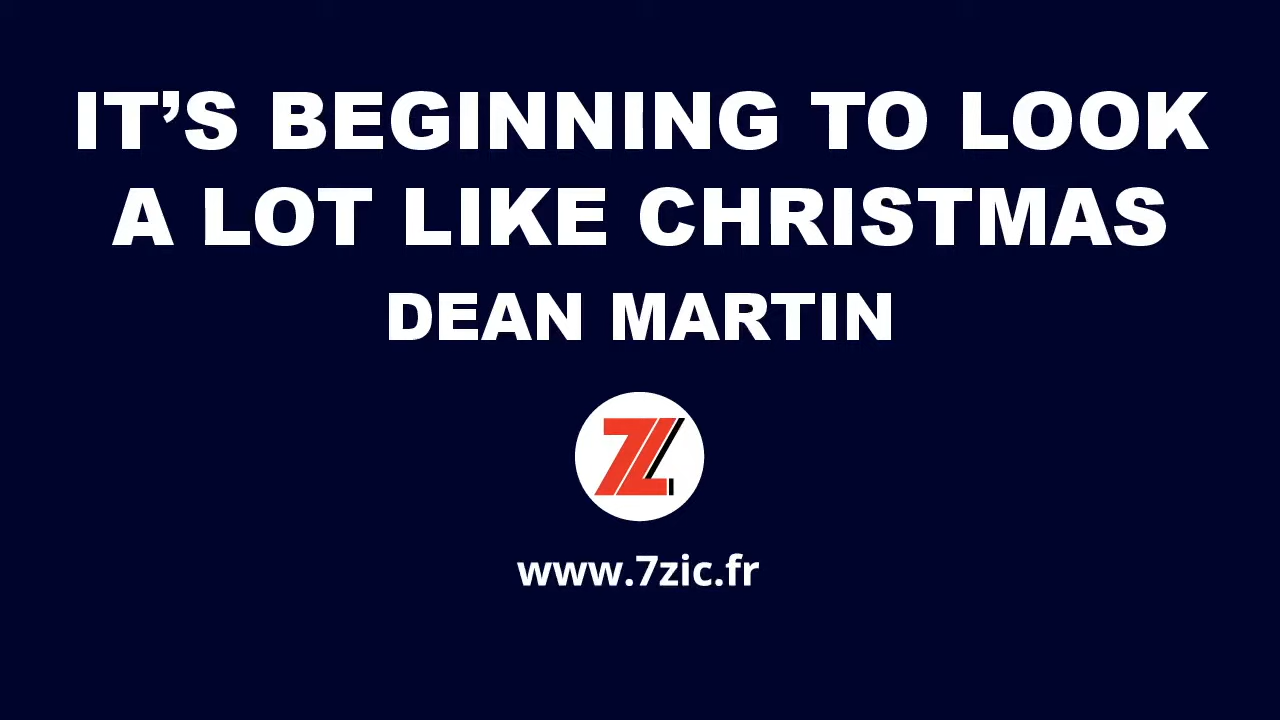 IT’S BEGINNING TO LOOK
A LOT LIKE CHRISTMAS
DEAN MARTIN
7Z
www.7zic.fr